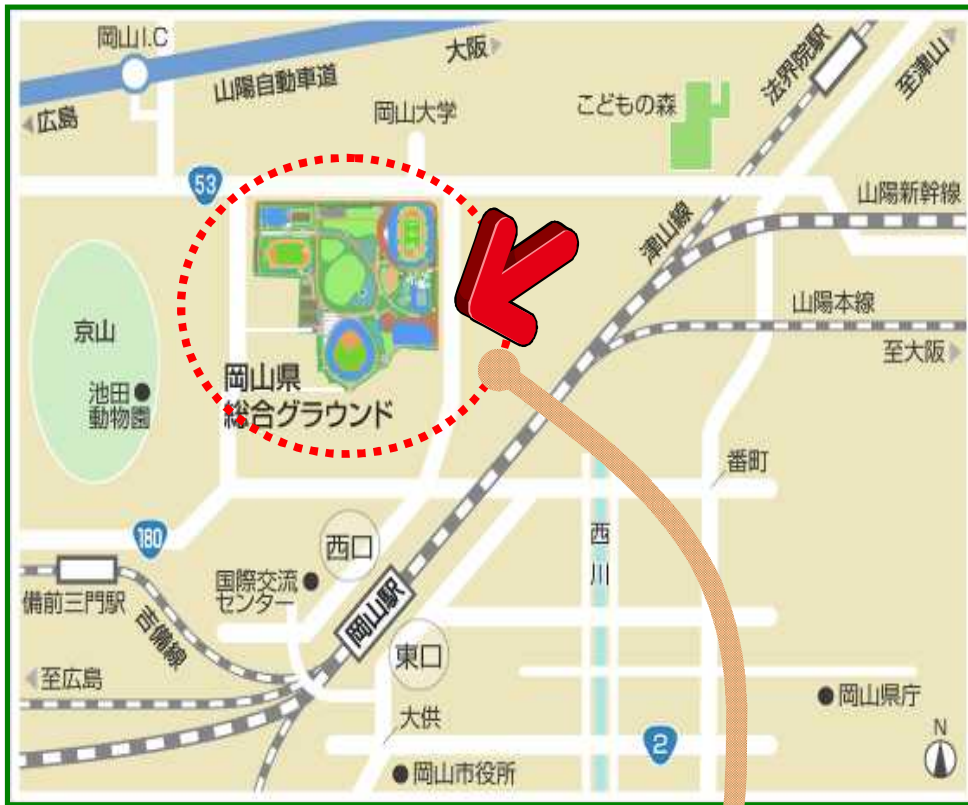 岡山I.C
大阪
山陽自動車道
広島
岡山大学
こどもの森
法界院駅
至津山
53
山陽新幹線
津山線
山陽本線
至大阪
京山
池田
動物園
岡山県
総合グラウンド
番町
180
西口
西川
国際交流
センター
備前三門駅
吉備線
岡山駅
東口
至広島
岡山県庁
大供
2
N
岡山市役所